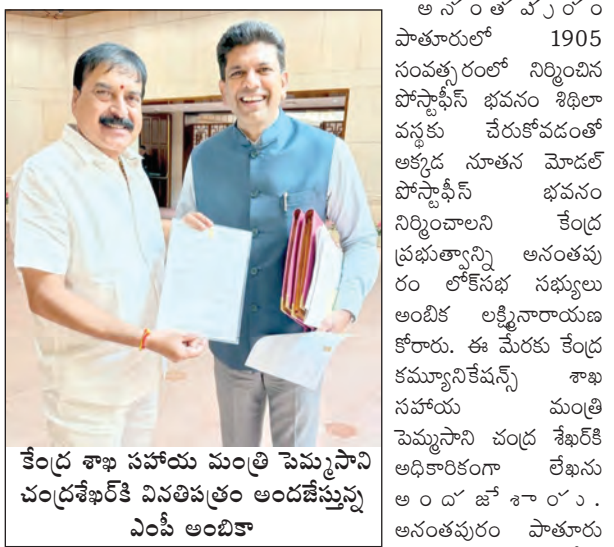 కేంద్ర శాఖ సహాయ మంత్రి పెమ్మసాని
చంద్రశేఖర్‌కి వినతిపత్రం అందజేస్తున్న
ఎంపీ అంబికా
అనంతపురం
పాతూరులో 1905
సంవత్సరంలో నిర్మించిన
పోస్టాఫీస్ భవనం శిథిలా
వస్థకు చేరుకోవడంతో
అక్కడ నూతన మోడల్
పోస్టాఫీస్ భవనం
నిర్మించాలని కేంద్ర
ప్రభుత్వాన్ని అనంతపు
రం లోక్‌సభ సభ్యులు
అంబిక లక్ష్మినారాయణ
కోరారు. ఈ మేరకు కేంద్ర
కమ్యూనికేషన్స్ శాఖ
సహాయ మంత్రి
పెమ్మసాని చంద్ర శేఖర్‌కి
అధికారికంగా లేఖను
అందజేశారు.
అనంతపురం పాతూరు